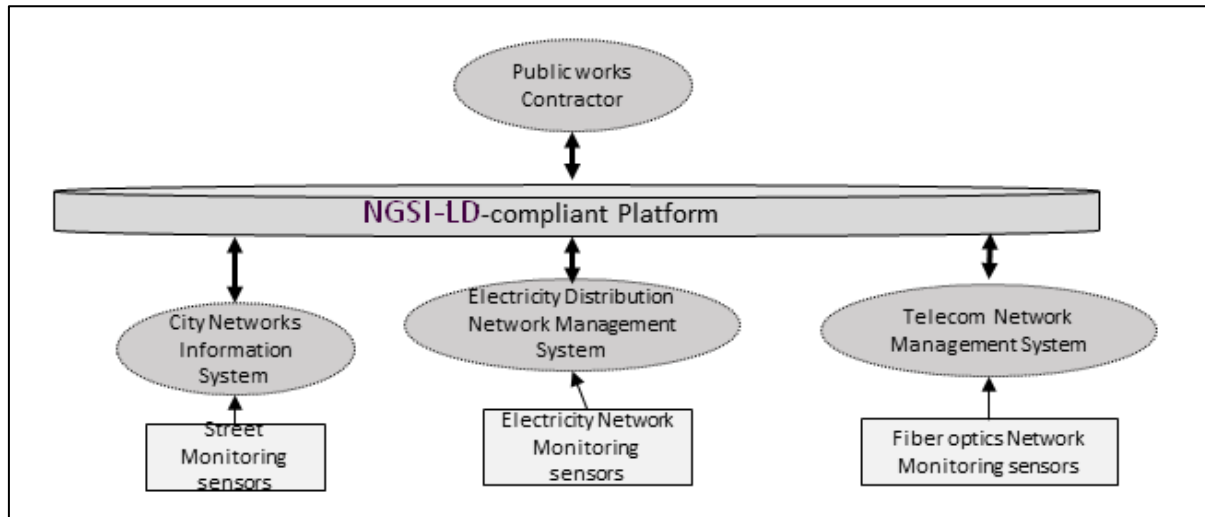 Public works
Contractor
NGSI-LD-compliant Platform
City Networks
Information
System
Electricity Distribution
Network Management
System
Telecom Network
Management System
Street
Monitoring
sensors
Electricity Network
Monitoring
sensors
Fiber optics Network
Monitoring sensors